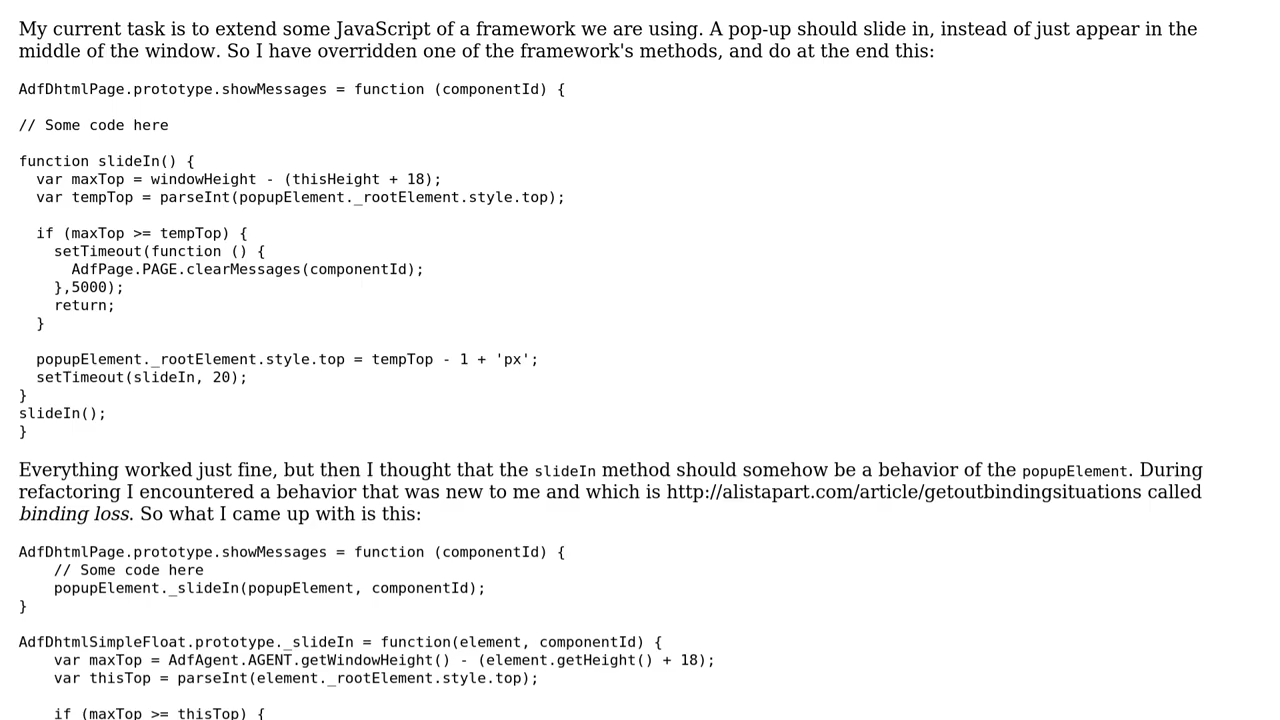 My current task is to extend some JavaScript of a framework we are using. A pop-up should slide in, instead of just appear in the
middle of the window. So I have overridden one of the framework's methods, and do at the end this:
AdfDhtmlPage.prototype.showMessages = function (componentId) {
// Some code here
function slideIn() {
  var maxTop = windowHeight - (thisHeight + 18);
  var tempTop = parseInt(popupElement._rootElement.style.top);
  if (maxTop >= tempTop) {
    setTimeout(function () {
      AdfPage.PAGE.clearMessages(componentId);
    },5000);
    return;
  }
  popupElement._rootElement.style.top = tempTop - 1 + 'px';
  setTimeout(slideIn, 20);
}
slideIn();
}
Everything worked just fine, but then I thought that the slideIn method should somehow be a behavior of the popupElement. During
refactoring I encountered a behavior that was new to me and which is http://alistapart.com/article/getoutbindingsituations called
binding loss. So what I came up with is this:
AdfDhtmlPage.prototype.showMessages = function (componentId) {
    // Some code here
    popupElement._slideIn(popupElement, componentId);
}
AdfDhtmlSimpleFloat.prototype._slideIn = function(element, componentId) {
    var maxTop = AdfAgent.AGENT.getWindowHeight() - (element.getHeight() + 18);
    var thisTop = parseInt(element._rootElement.style.top);
    if (maxTop >= thisTop) {